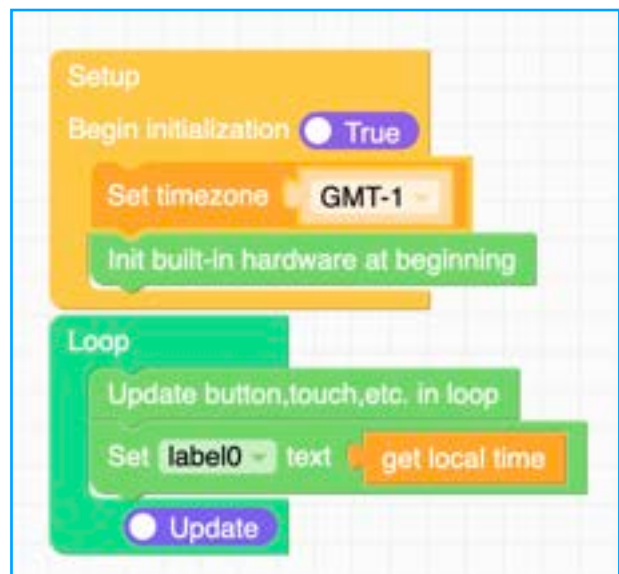 Setup
Begin initialization True
Set timezone GMT-1
Init built-in hardware at beginning
Loop
Update button,touch,etc. in loop
Set label0 text get local time
Update